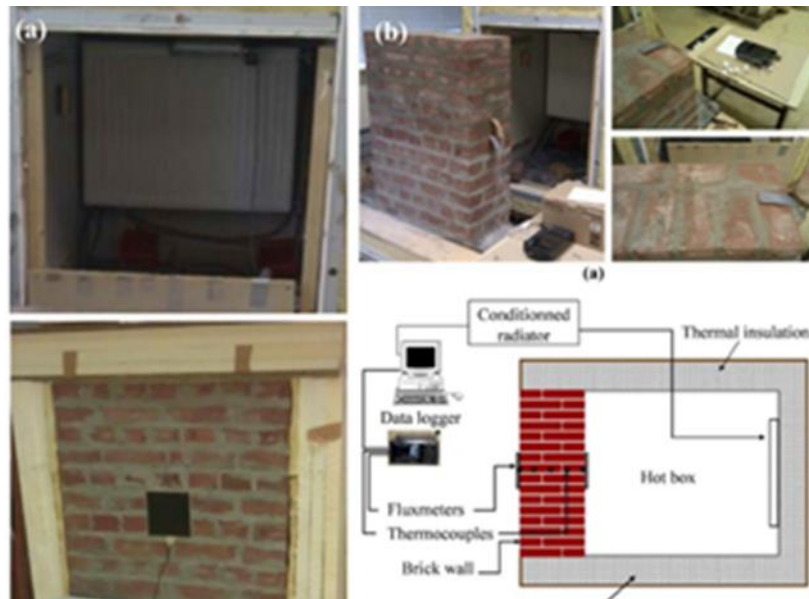 (a)
(b)
(a)
Conditionned
radiator
Thermal insulation
Data logger
Fluxmeters
Hot box
Thermocouples
Brick wall